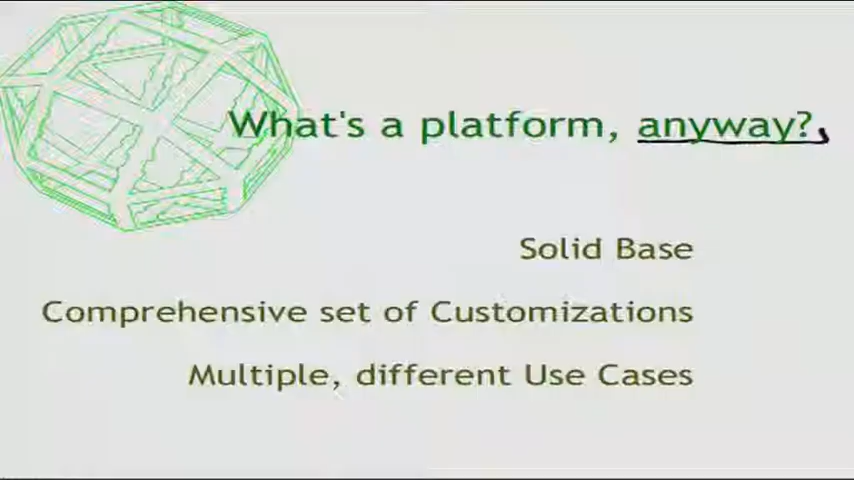 What's a platform, anyway?
Solid Base
Comprehensive set of Customizations
Multiple, different Use Cases